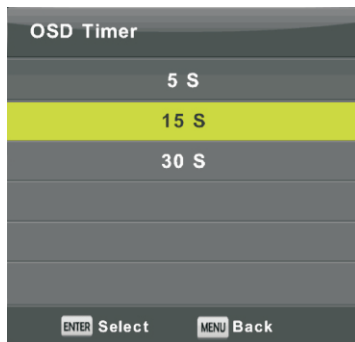 OSD Timer
5 S
15 S
30 S
ENTER Select MENU Back